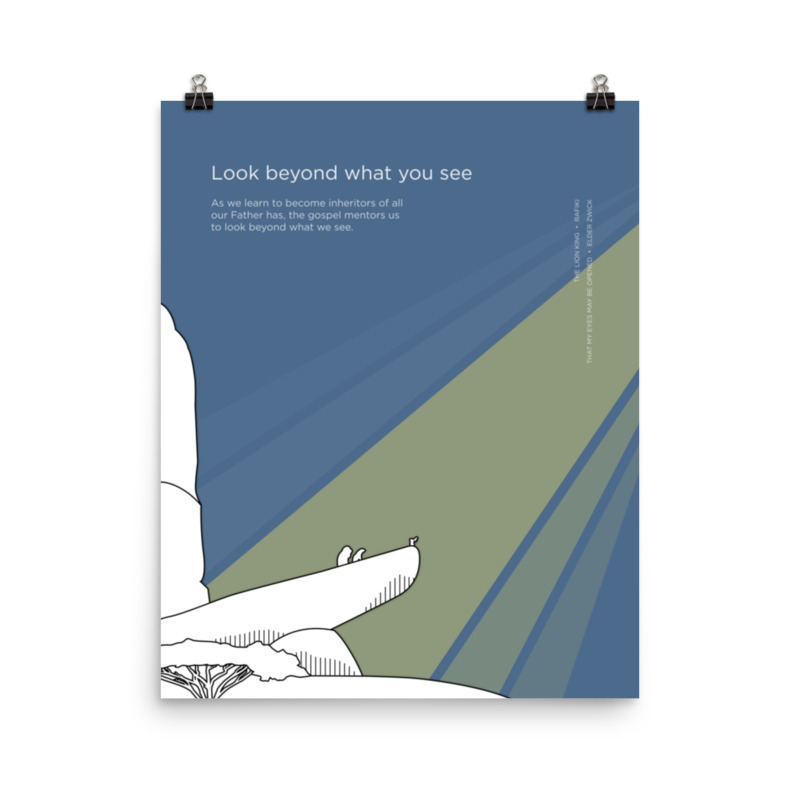 Look beyond what you see
As we learn to become inheritors of all
our Father has, the gospel mentors us
to look beyond what we see.
THE LION KING • RAFIKI
THAT MY EYES MAY BE OPENED • ELDER ZWICK